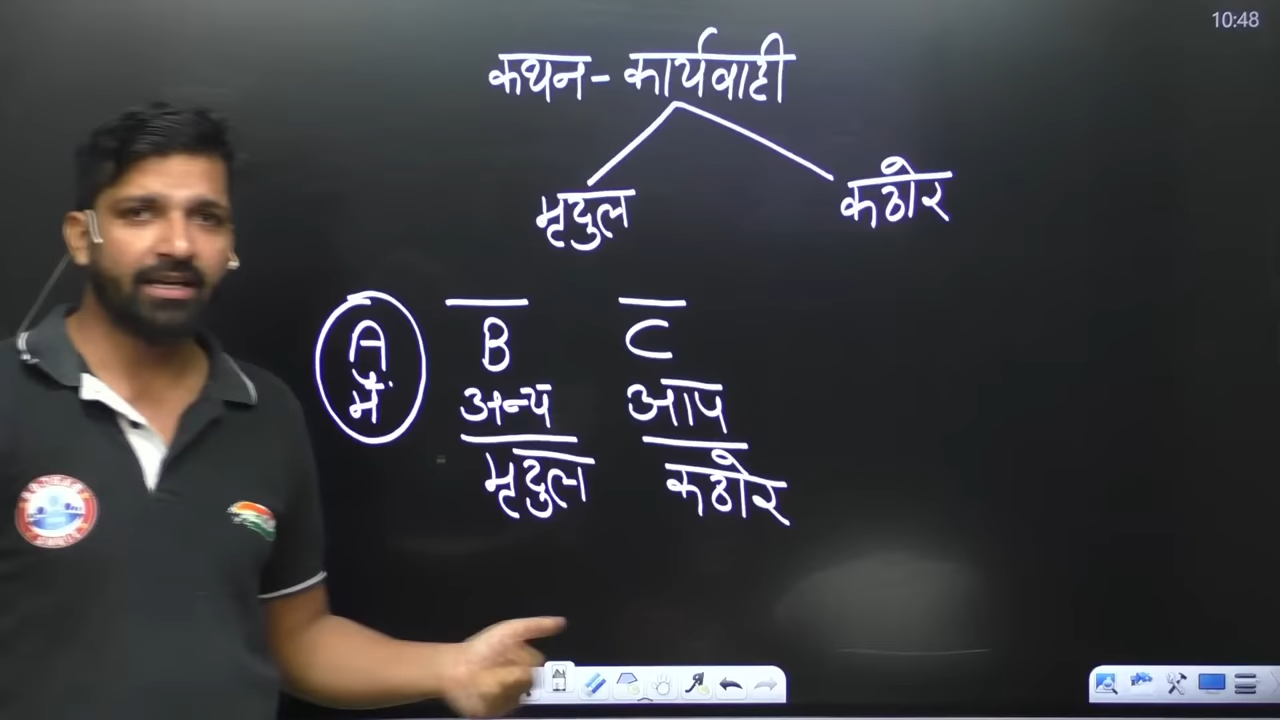 10:48
कथन - कार्यवाही
मृदुल कठोर
A B C
में अन्य आप
मृदुल कठोर